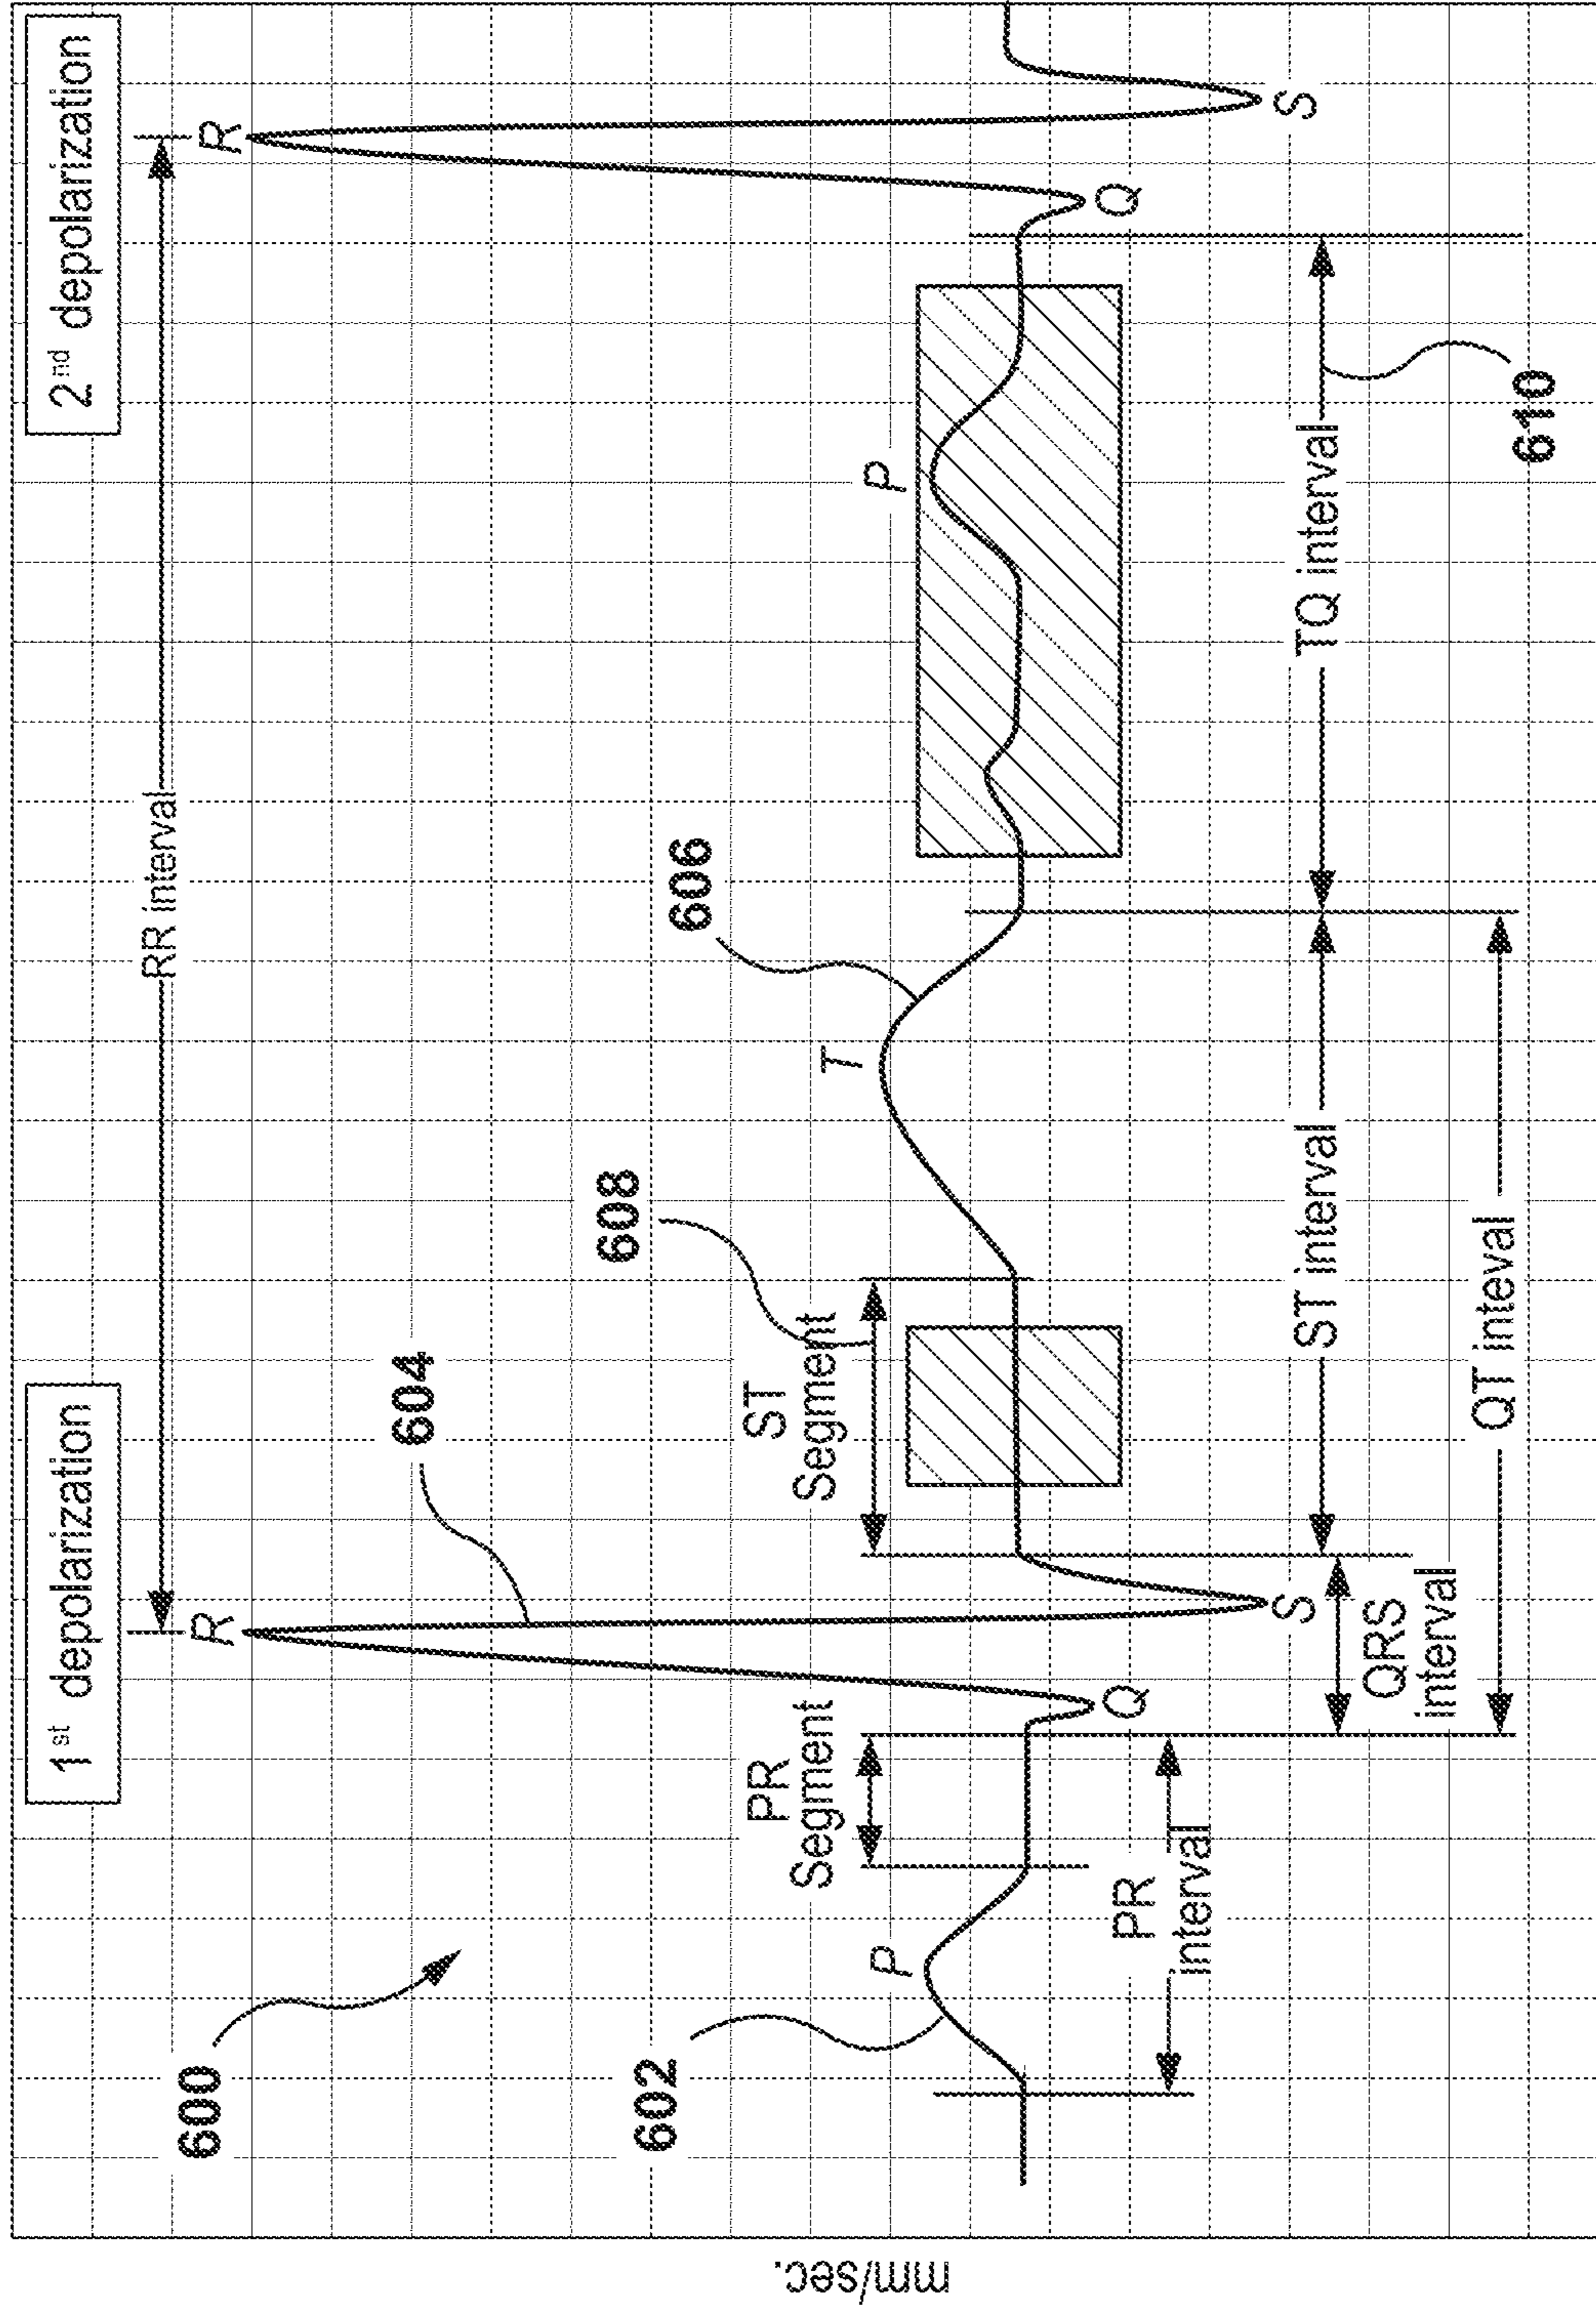 1st depolarization
2nd depolarization
RR interval
R
R
600
604
606
608
602
ST
Segment
PR
Segment
T
P
P
Q
Q
PR
interval
S
S
ST interval
TQ interval
QRS
interval
QT inteval
610
mm/sec.